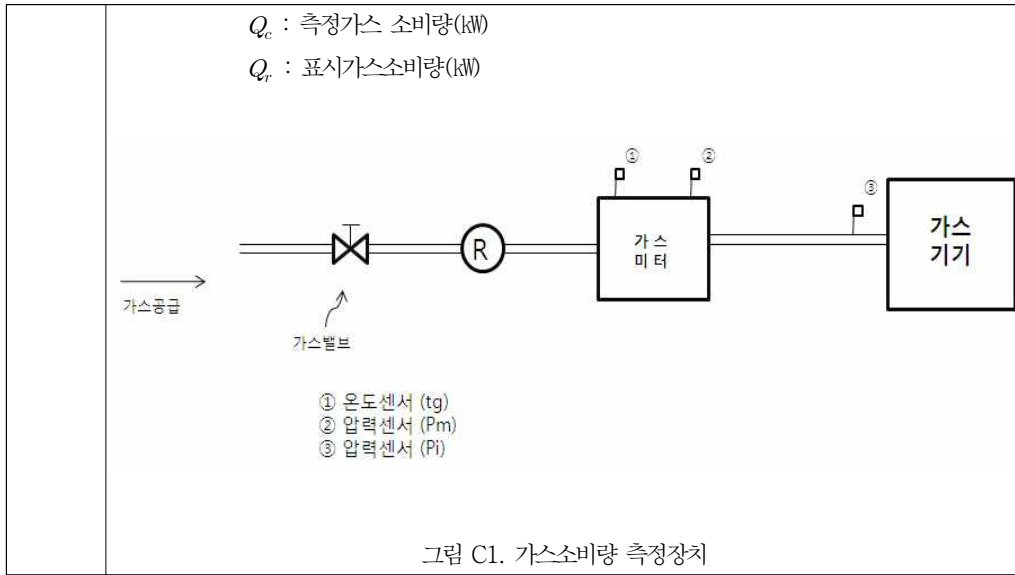 Q_c : 측정가스 소비량(㎾)
Q_r : 표시가스소비량(㎾)
① ②
③
R
가 스
미 터
가스
기기
가스공급
가스밸브
① 온도센서 (tg)
② 압력센서 (Pm)
③ 압력센서 (Pi)
그림 C1. 가스소비량 측정장치